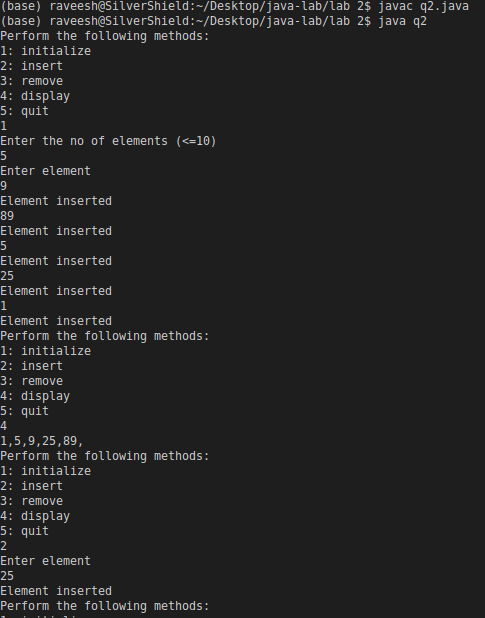 (base) raveesh@SilverShield:~/Desktop/java-lab/lab 2$ javac q2.java
(base) raveesh@SilverShield:~/Desktop/java-lab/lab 2$ java q2
Perform the following methods:
1: initialize
2: insert
3: remove
4: display
5: quit
1
Enter the no of elements (<=10)
5
Enter element
9
Element inserted
89
Element inserted
5
Element inserted
25
Element inserted
1
Element inserted
Perform the following methods:
1: initialize
2: insert
3: remove
4: display
5: quit
4
1,5,9,25,89,
Perform the following methods:
1: initialize
2: insert
3: remove
4: display
5: quit
2
Enter element
25
Element inserted
Perform the following methods: